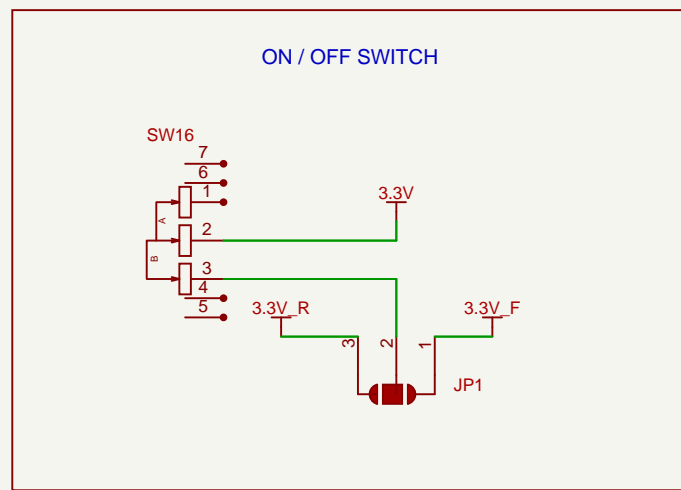 ON / OFF SWITCH
SW16
7
6
1
A
2
3.3V
B
3
4
5
3.3V_R
3.3V_F
3
2
1
JP1